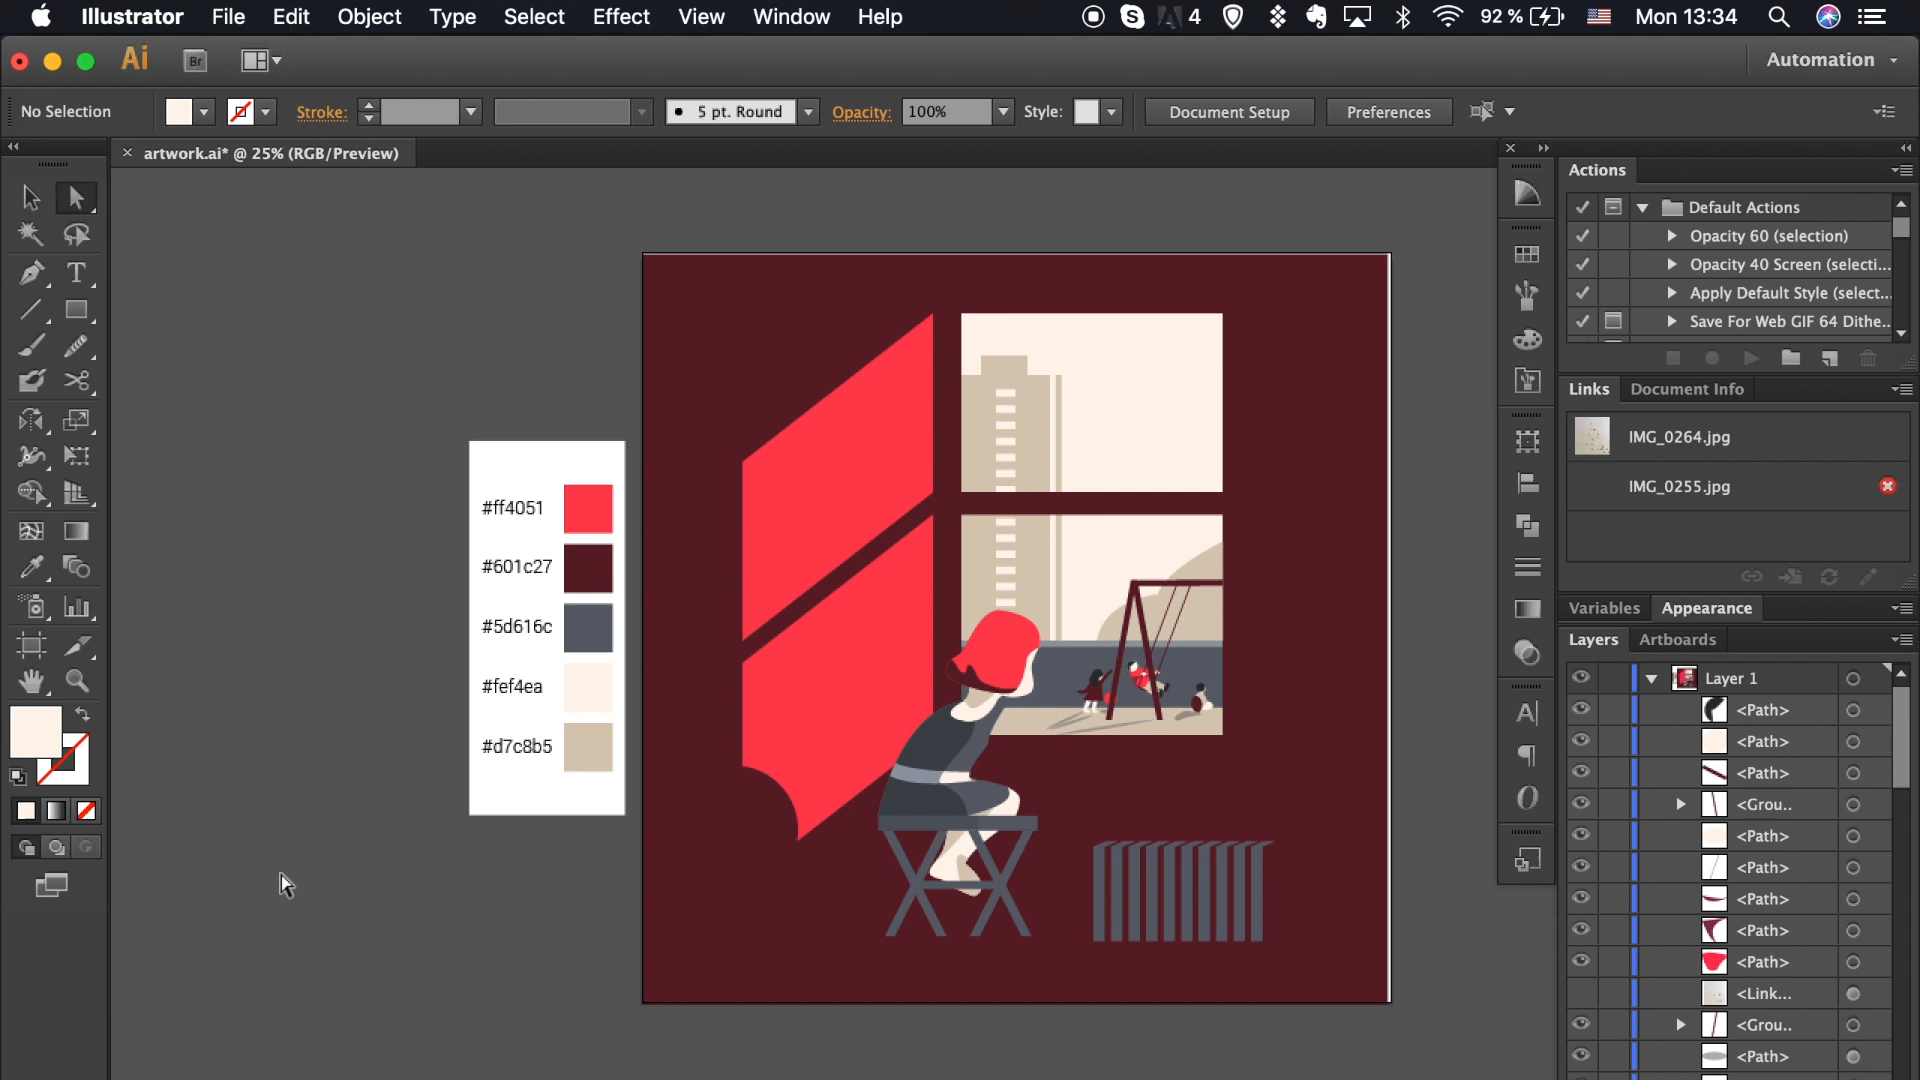 Illustrator File Edit Object Type Select Effect View Window Help 4 92 % Mon 13:34
Ai Br Automation
No Selection Stroke: 5 pt. Round Opacity: 100% Style: Document Setup Preferences
artwork.ai* @ 25% (RGB/Preview)
Actions
Default Actions
Opacity 60 (selection)
Opacity 40 Screen (selecti...
Apply Default Style (select...
Save For Web GIF 64 Dithe..
Links Document Info
IMG_0264.jpg
IMG_0255.jpg
Variables Appearance
Layers Artboards
Layer 1
<Path>
<Path>
<Path>
<Grou..
<Path>
<Path>
<Path>
<Path>
<Path>
<Link...
<Grou..
<Path>
#ff4051
#601c27
#5d616c
#fef4ea
#d7c8b5